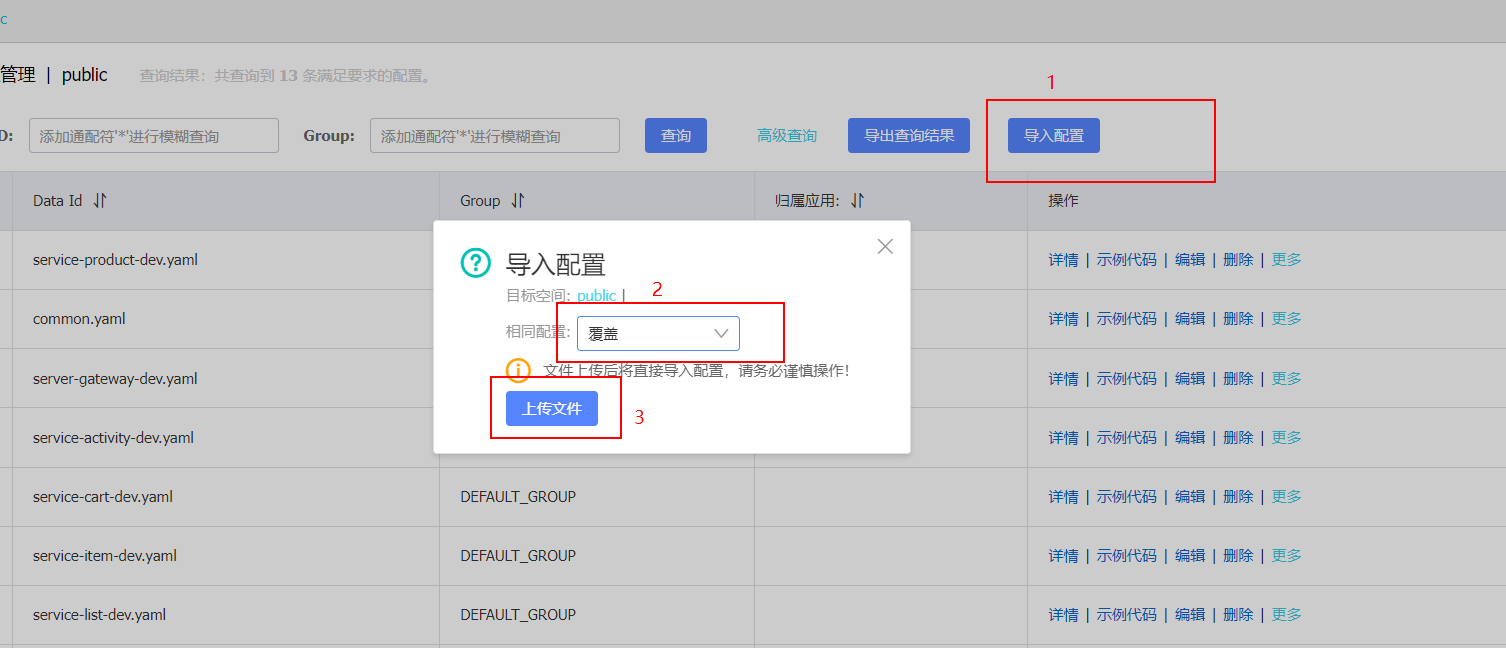 c
管理 | public 查询结果：共查询到 13 条满足要求的配置。
1
D: 添加通配符'*'进行模糊查询 Group: 添加通配符'*'进行模糊查询 查询 高级查询 导出查询结果 导入配置
Data Id Group 归属应用: 操作
service-product-dev.yaml 详情 | 示例代码 | 编辑 | 删除 | 更多
导入配置
目标空间: public |
2
common.yaml 详情 | 示例代码 | 编辑 | 删除 | 更多
相同配置: 覆盖
文件上传后将直接导入配置，请务必谨慎操作！
server-gateway-dev.yaml 详情 | 示例代码 | 编辑 | 删除 | 更多
上传文件
3
service-activity-dev.yaml 详情 | 示例代码 | 编辑 | 删除 | 更多
service-cart-dev.yaml DEFAULT_GROUP 详情 | 示例代码 | 编辑 | 删除 | 更多
service-item-dev.yaml DEFAULT_GROUP 详情 | 示例代码 | 编辑 | 删除 | 更多
service-list-dev.yaml DEFAULT_GROUP 详情 | 示例代码 | 编辑 | 删除 | 更多